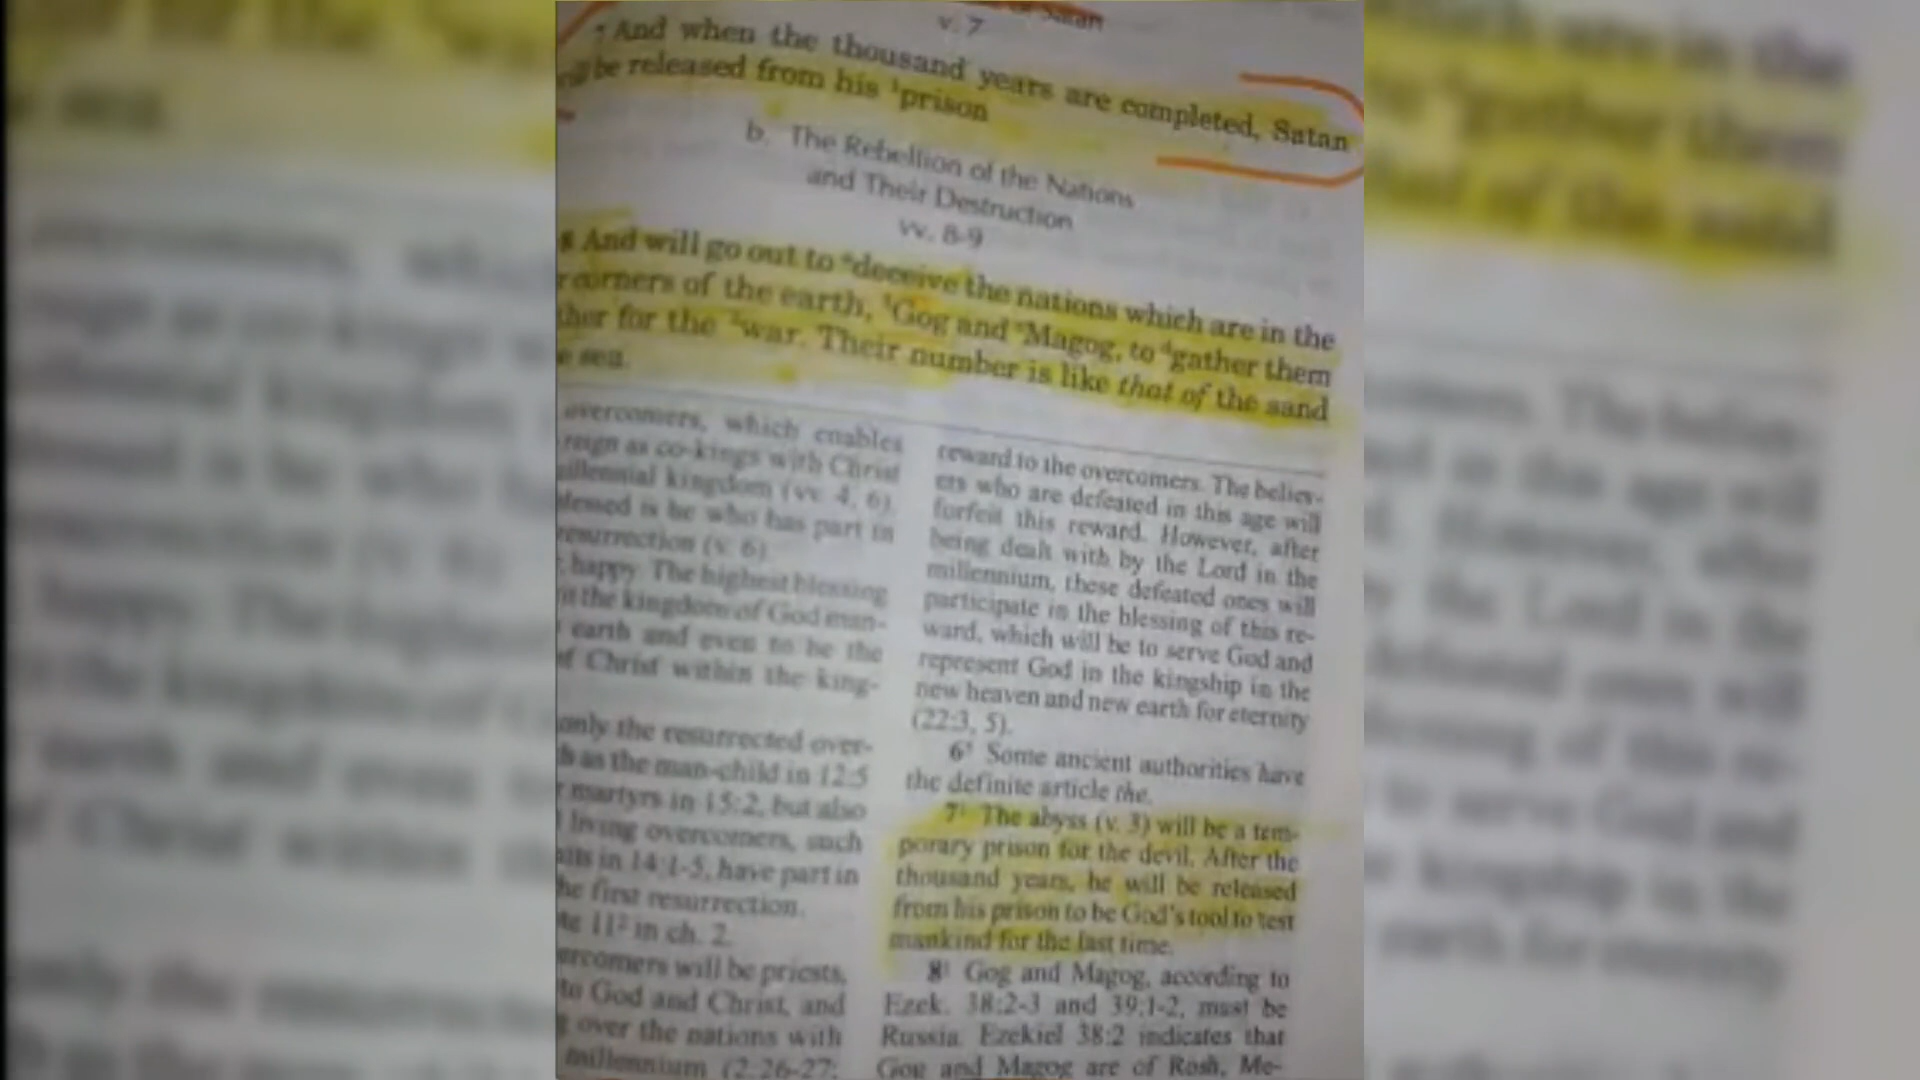 Satan
v. 7
7 And when the thousand years are completed, Satan
will be released from his ¹prison
b. The Rebellion of the Nations
and Their Destruction
vv. 8-9
8 And will go out to ᵃdeceive the nations which are in the
corners of the earth, ¹Gog and Magog, to ᵈgather them
for the war. Their number is like that of the sand
sea.
overcomers, which enables
reign as co-kings with Christ
millennial kingdom (vv. 4, 6).
Blessed is he who has part in
resurrection (v. 6).
happy. The highest blessing
the kingdom of God man-
earth and even to be the
of Christ within the king-
only the resurrected over-
as the man-child in 12:5
martyrs in 15:2, but also
living overcomers, such
in 14:1-5, have part in
the first resurrection.
11² in ch. 2.
overcomers will be priests,
to God and Christ, and
over the nations with
millennium (2:26-27;
reward to the overcomers. The believ-
ers who are defeated in this age will
forfeit this reward. However, after
being dealt with by the Lord in the
millennium, these defeated ones will
participate in the blessing of this re-
ward, which will be to serve God and
represent God in the kingship in the
new heaven and new earth for eternity
(22:3, 5).
6³ Some ancient authorities have
the definite article the.
7¹ The abyss (v. 3) will be a tem-
porary prison for the devil. After the
thousand years, he will be released
from his prison to be God's tool to test
mankind for the last time.
8¹ Gog and Magog, according to
Ezek. 38:2-3 and 39:1-2, must be
Russia. Ezekiel 38:2 indicates that
Gog and Magog are of Rosh, Me-